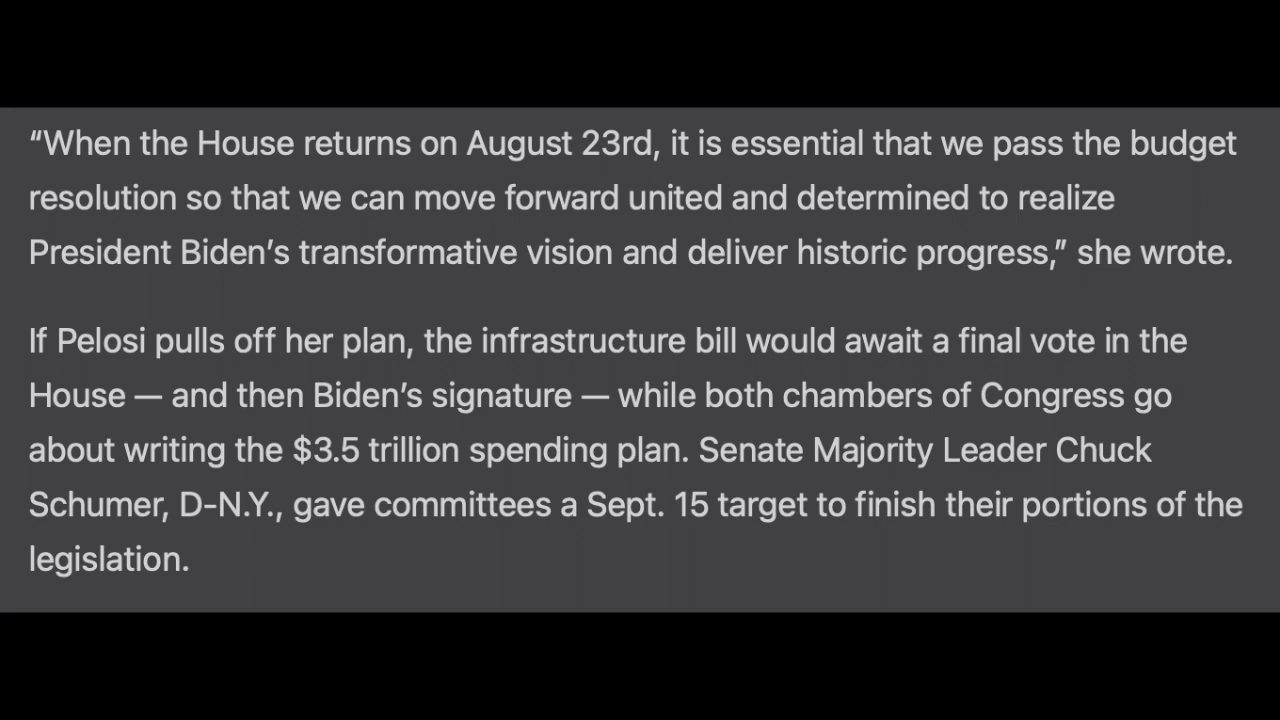 “When the House returns on August 23rd, it is essential that we pass the budget
resolution so that we can move forward united and determined to realize
President Biden’s transformative vision and deliver historic progress,” she wrote.
If Pelosi pulls off her plan, the infrastructure bill would await a final vote in the
House — and then Biden’s signature — while both chambers of Congress go
about writing the $3.5 trillion spending plan. Senate Majority Leader Chuck
Schumer, D-N.Y., gave committees a Sept. 15 target to finish their portions of the
legislation.